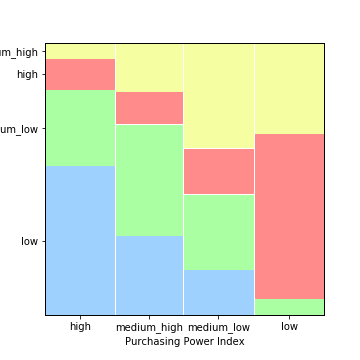 um_high
high
um_low
low
high medium_high medium_low low
Purchasing Power Index